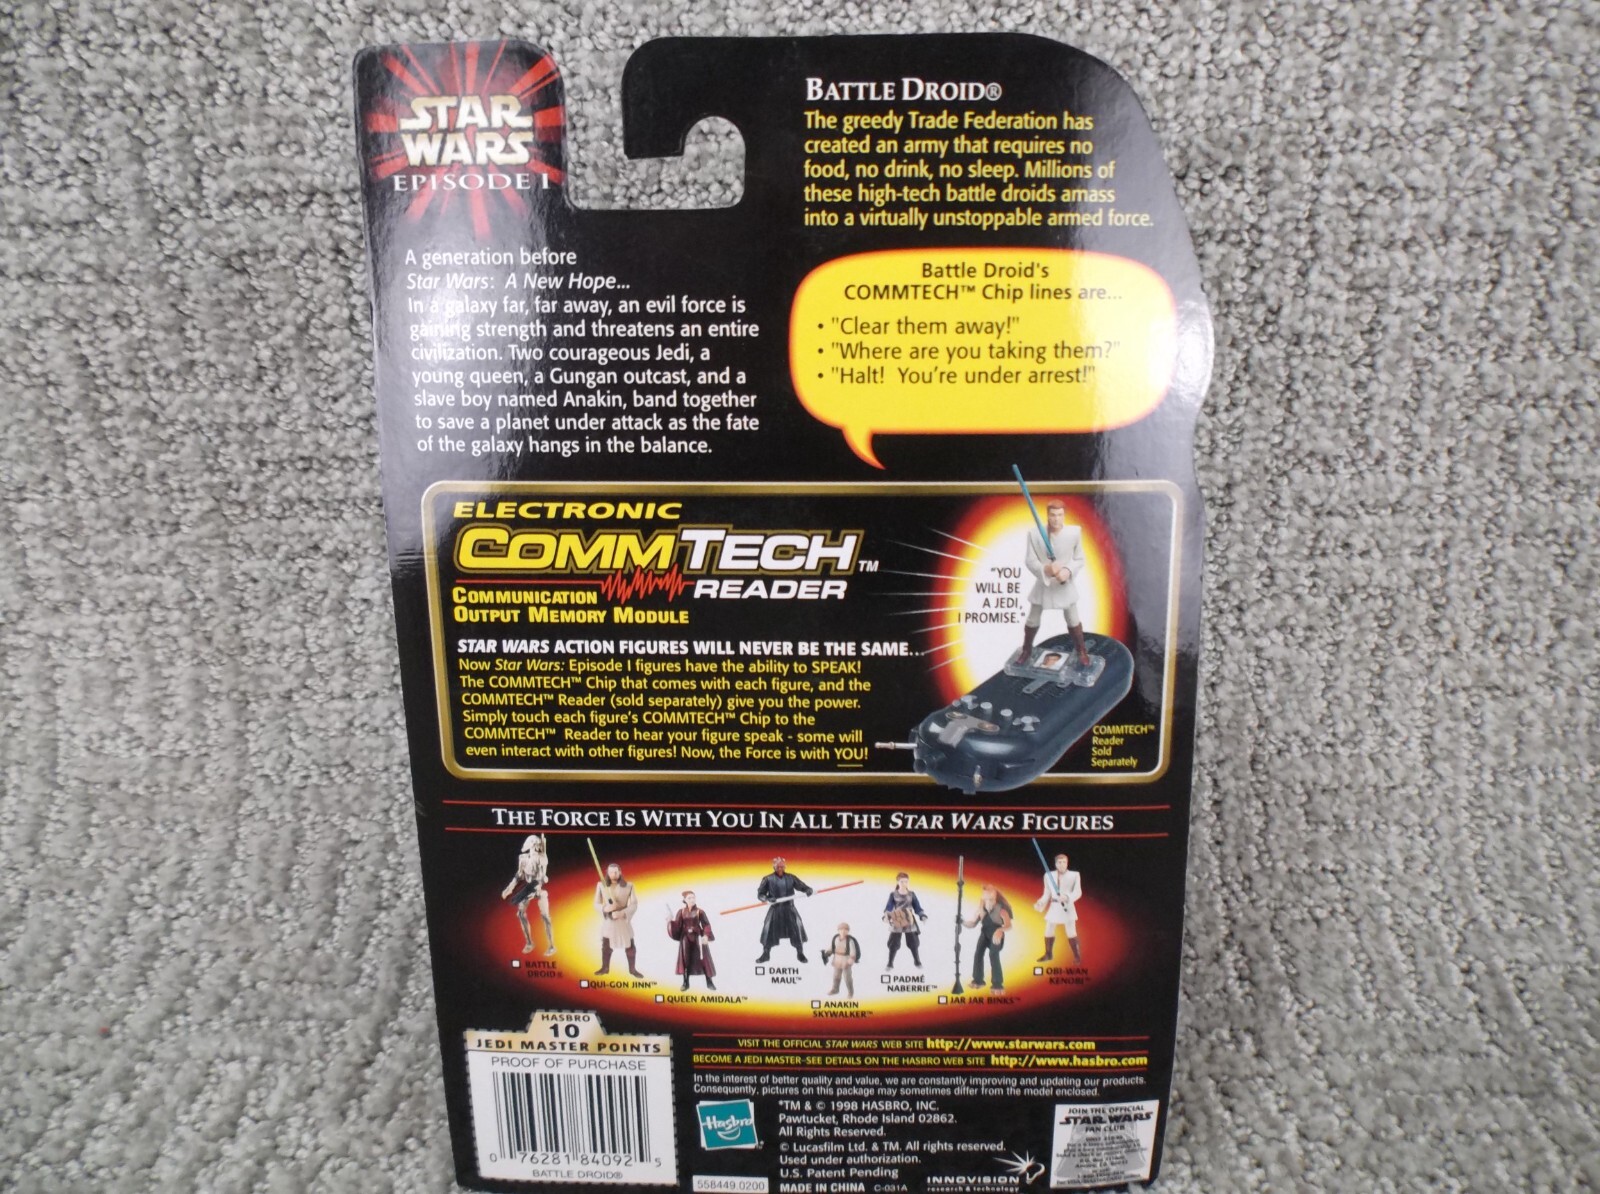 STAR
WARS
EPISODE I
A generation before
Star Wars: A New Hope...
In a galaxy far, far away, an evil force is
gaining strength and threatens an entire
civilization. Two courageous Jedi, a
young queen, a Gungan outcast, and a
slave boy named Anakin, band together
to save a planet under attack as the fate
of the galaxy hangs in the balance.
BATTLE DROID®
The greedy Trade Federation has
created an army that requires no
food, no drink, no sleep. Millions of
these high-tech battle droids amass
into a virtually unstoppable armed force.
Battle Droid's
COMMTECH™ Chip lines are...
• "Clear them away!"
• "Where are you taking them?"
• "Halt! You're under arrest!"
ELECTRONIC
COMMTECH™
READER
COMMUNICATION
OUTPUT MEMORY MODULE
STAR WARS ACTION FIGURES WILL NEVER BE THE SAME...
Now Star Wars: Episode I figures have the ability to SPEAK!
The COMMTECH™ Chip that comes with each figure, and the
COMMTECH™ Reader (sold separately) give you the power.
Simply touch each figure's COMMTECH™ Chip to the
COMMTECH™ Reader to hear your figure speak - some will
even interact with other figures! Now, the Force is with YOU!
"YOU
WILL BE
A JEDI,
I PROMISE."
COMMTECH™
Reader
Sold
Separately
THE FORCE IS WITH YOU IN ALL THE STAR WARS FIGURES
BATTLE
DROID®
QUI-GON JINN™
QUEEN AMIDALA™
DARTH
MAUL™
ANAKIN
SKYWALKER™
PADMÉ
NABERRIE™
JAR JAR BINKS™
OBI-WAN
KENOBI™
HASBRO
10
JEDI MASTER POINTS
PROOF OF PURCHASE
0 76281 84092 5
BATTLE DROID®
VISIT THE OFFICIAL STAR WARS WEB SITE http://www.starwars.com
BECOME A JEDI MASTER–SEE DETAILS ON THE HASBRO WEB SITE http://www.hasbro.com
In the interest of better quality and value, we are constantly improving and updating our products.
Consequently, pictures on this package may sometimes differ from the model enclosed.
Hasbro
*TM & © 1998 HASBRO, INC.
Pawtucket, Rhode Island 02862.
All Rights Reserved.
© Lucasfilm Ltd. & TM. All rights reserved.
Used under authorization.
U.S. Patent Pending
558449.0200 MADE IN CHINA C-031A
INNOVISION
research & technology
JOIN THE OFFICIAL
STAR WARS
FAN CLUB